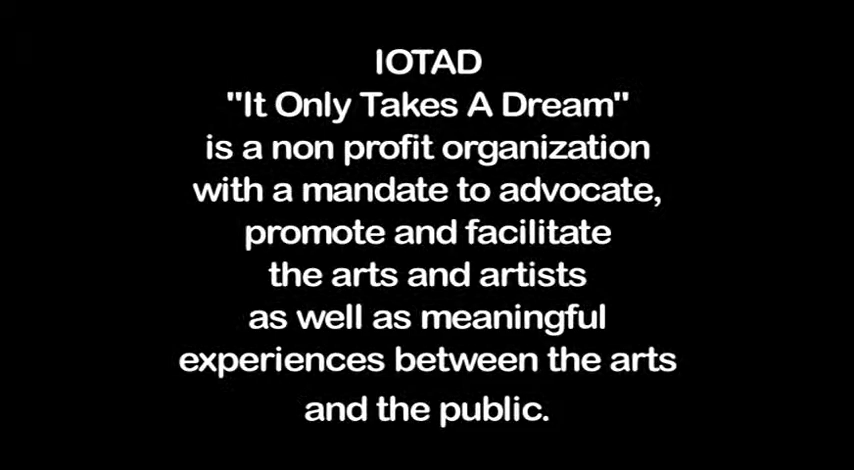 IOTAD
"It Only Takes A Dream"
is a non profit organization
with a mandate to advocate,
promote and facilitate
the arts and artists
as well as meaningful
experiences between the arts
and the public.